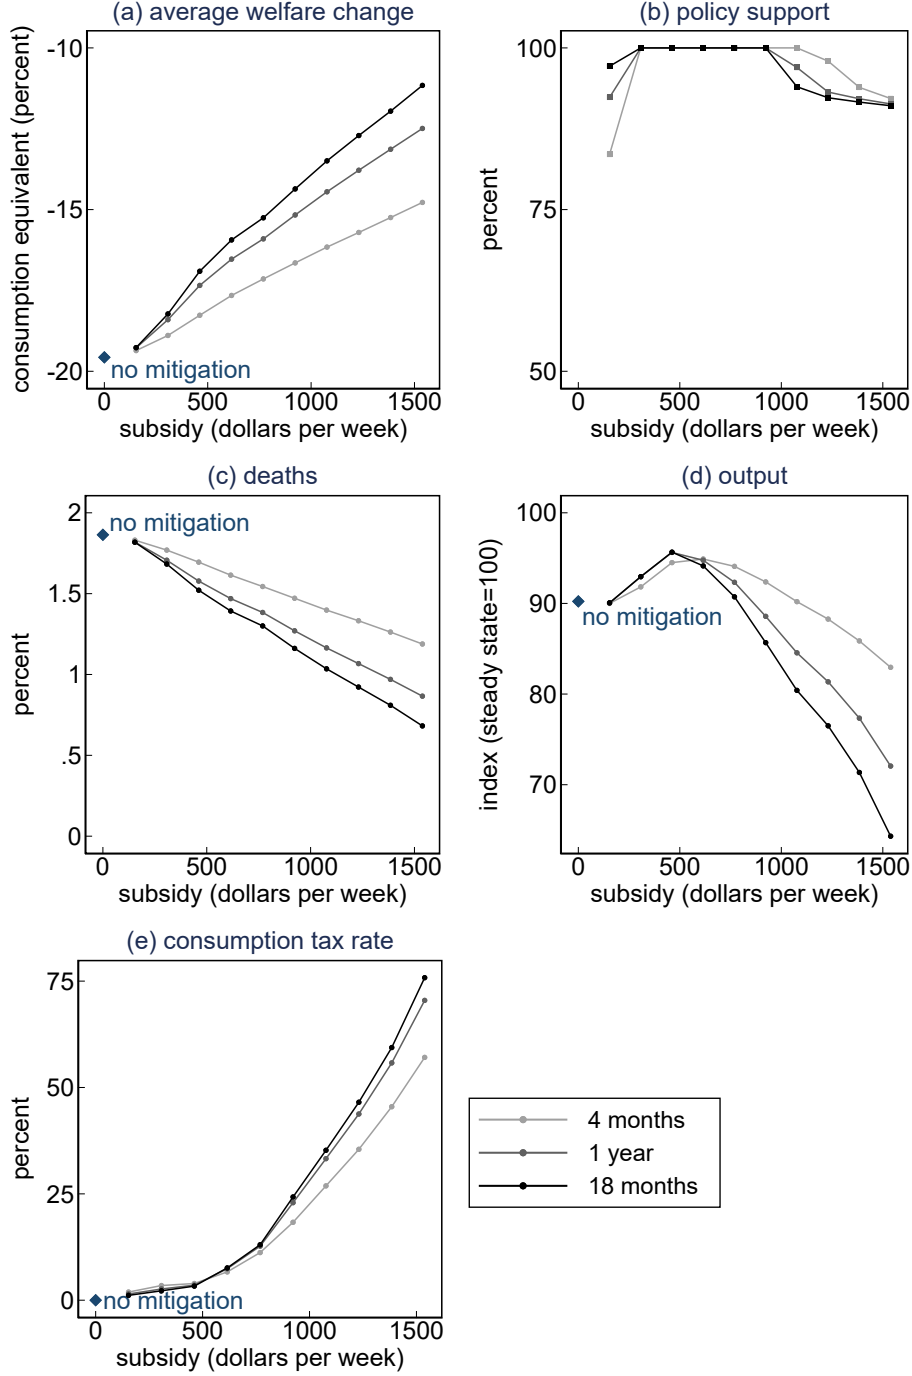 (a) average welfare change
consumption equivalent (percent)
-10
-15
-20
no mitigation
0 500 1000 1500
subsidy (dollars per week)
(b) policy support
percent
100
75
50
0 500 1000 1500
subsidy (dollars per week)
(c) deaths
percent
2
1.5
1
.5
0
no mitigation
0 500 1000 1500
subsidy (dollars per week)
(d) output
index (steady state=100)
100
90
80
70
no mitigation
0 500 1000 1500
subsidy (dollars per week)
(e) consumption tax rate
percent
75
50
25
0
no mitigation
0 500 1000 1500
subsidy (dollars per week)
4 months
1 year
18 months